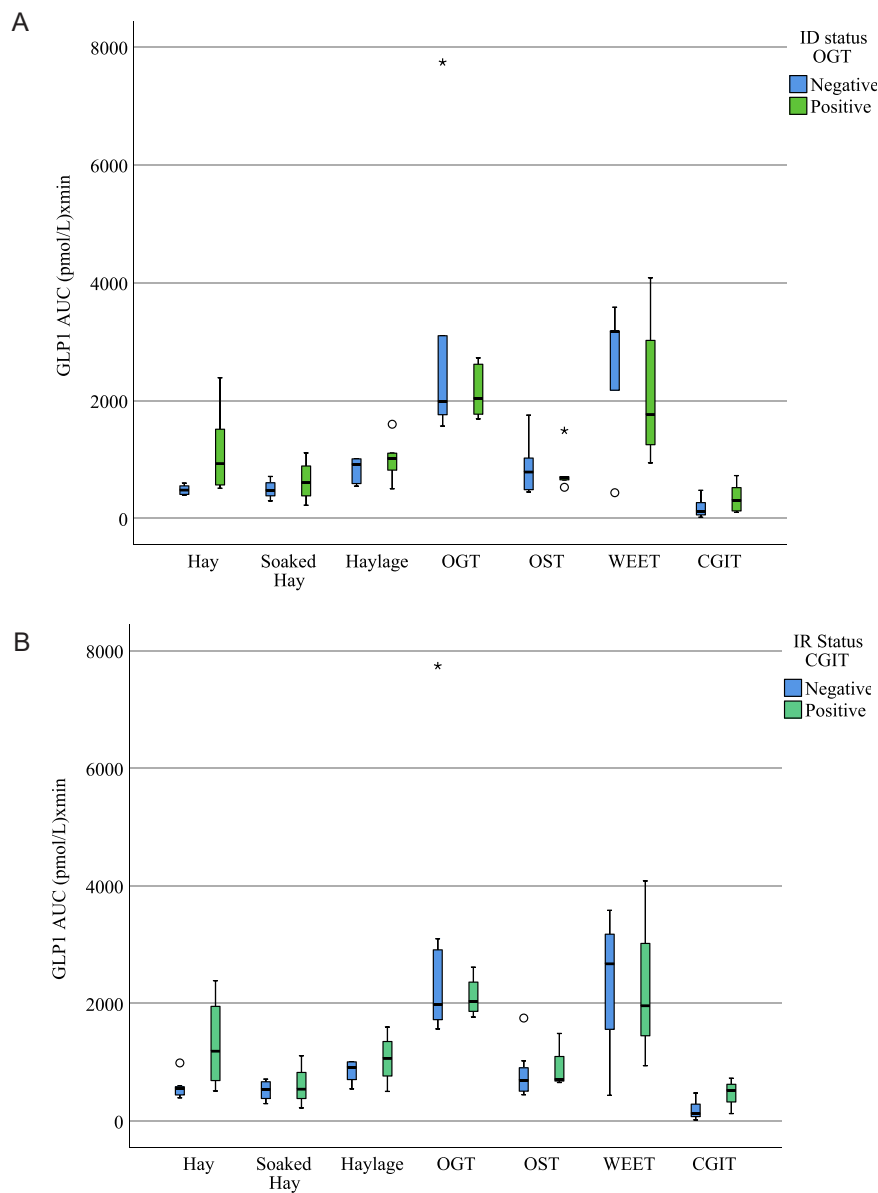 A
8000
6000
4000
2000
0
GLP1 AUC (pmol/L)xmin
Hay
Soaked
Hay
Haylage
OGT
OST
WEET
CGIT
ID status
OGT
Negative
Positive
B
8000
6000
4000
2000
0
GLP1 AUC (pmol/L)xmin
Hay
Soaked
Hay
Haylage
OGT
OST
WEET
CGIT
IR Status
CGIT
Negative
Positive